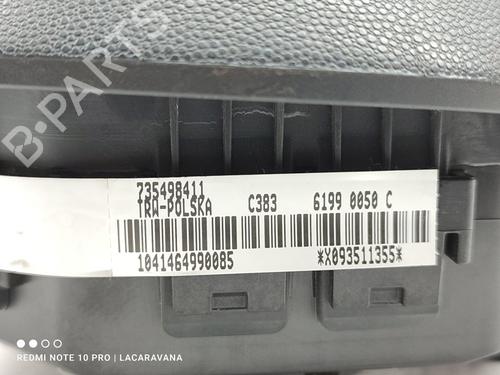 B-PARTS
735498411
TRW-POLSKA C383 6199 0050 C
1041464990085 *X093511355*
REDMI NOTE 10 PRO | LACARAVANA